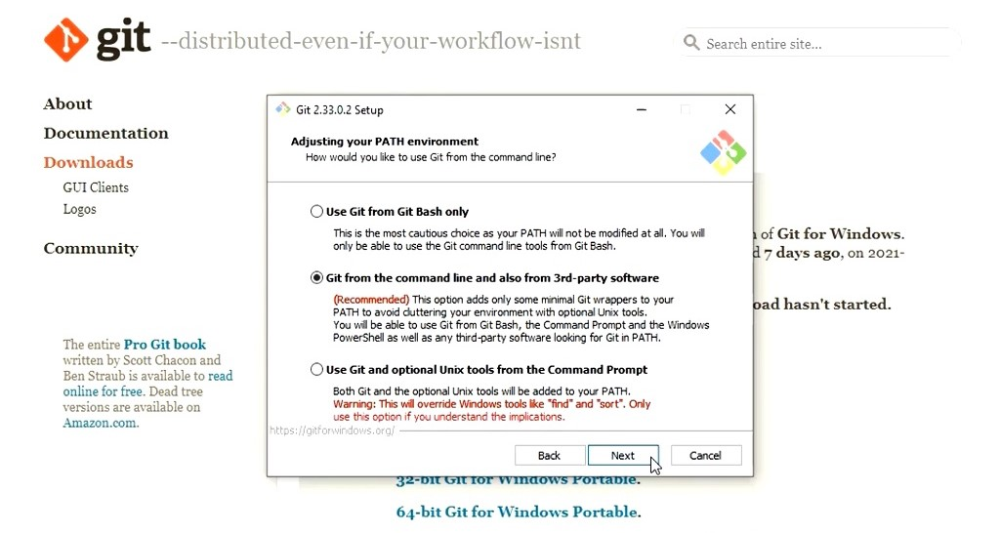 git --distributed-even-if-your-workflow-isnt
Search entire site...
About
Documentation
Downloads
GUI Clients
Logos
Community
The entire Pro Git book
written by Scott Chacon and
Ben Straub is available to read
online for free. Dead tree
versions are available on
Amazon.com.
Git 2.33.0.2 Setup
Adjusting your PATH environment
How would you like to use Git from the command line?
Use Git from Git Bash only
This is the most cautious choice as your PATH will not be modified at all. You will
only be able to use the Git command line tools from Git Bash.
Git from the command line and also from 3rd-party software
(Recommended) This option adds only some minimal Git wrappers to your
PATH to avoid cluttering your environment with optional Unix tools.
You will be able to use Git from Git Bash, the Command Prompt and the Windows
PowerShell as well as any third-party software looking for Git in PATH.
Use Git and optional Unix tools from the Command Prompt
Both Git and the optional Unix tools will be added to your PATH.
Warning: This will override Windows tools like "find" and "sort". Only
use this option if you understand the implications.
https://gitforwindows.org/
Back
Next
Cancel
of Git for Windows.
7 days ago, on 2021-
hasn't started.
32-bit Git for Windows Portable.
64-bit Git for Windows Portable.